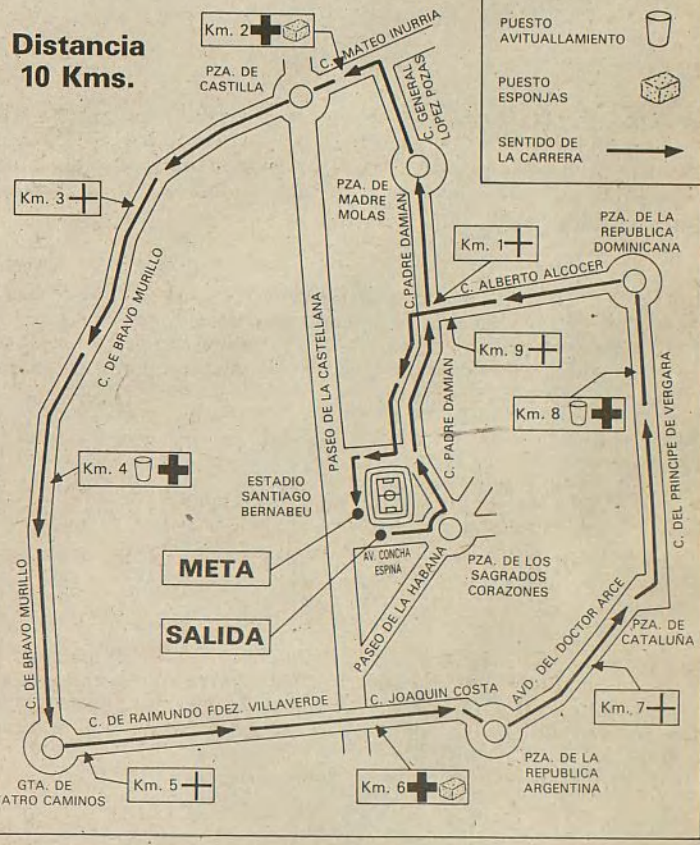 Distancia
10 Kms.
Km. 2
C. MATEO INURRIA
PZA. DE
CASTILLA
C. GENERAL
LOPEZ POZAS
PUESTO
AVITUALLAMIENTO
PUESTO
ESPONJAS
SENTIDO DE
LA CARRERA
Km. 3
PZA. DE
MADRE
MOLAS
C. PADRE DAMIAN
Km. 1
PZA. DE LA
REPUBLICA
DOMINICANA
C. ALBERTO ALCOCER
C. DE BRAVO MURILLO
PASEO DE LA CASTELLANA
Km. 9
C. PADRE DAMIAN
Km. 8
C. DEL PRINCIPE DE VERGARA
Km. 4
ESTADIO
SANTIAGO
BERNABEU
META
AV. CONCHA
ESPINA
SALIDA
PZA. DE LOS
SAGRADOS
CORAZONES
PASEO DE LA HABANA
C. DE BRAVO MURILLO
AVD. DEL DOCTOR ARCE
PZA. DE
CATALUÑA
C. DE RAIMUNDO FDEZ. VILLAVERDE
C. JOAQUIN COSTA
Km. 7
GTA. DE
ATRO CAMINOS
Km. 5
Km. 6
PZA. DE LA
REPUBLICA
ARGENTINA